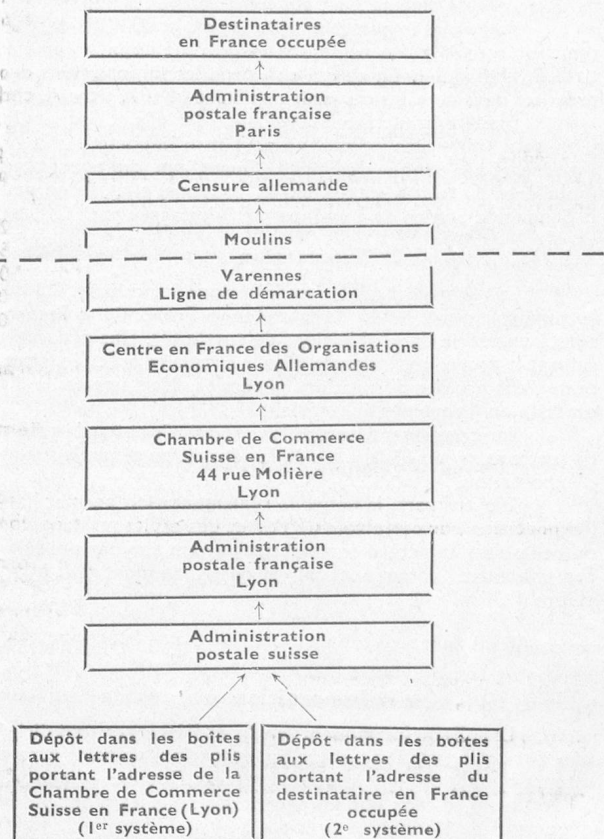 Destinataires
en France occupée
Administration
postale française
Paris
Censure allemande
Moulins
Varennes
Ligne de démarcation
Centre en France des Organisations
Economiques Allemandes
Lyon
Chambre de Commerce
Suisse en France
44 rue Molière
Lyon
Administration
postale française
Lyon
Administration
postale suisse
Dépôt dans les boîtes
aux lettres des plis
portant l'adresse de la
Chambre de Commerce
Suisse en France (Lyon)
(1er système)
Dépôt dans les boîtes
aux lettres des plis
portant l'adresse du
destinataire en France
occupée
(2e système)